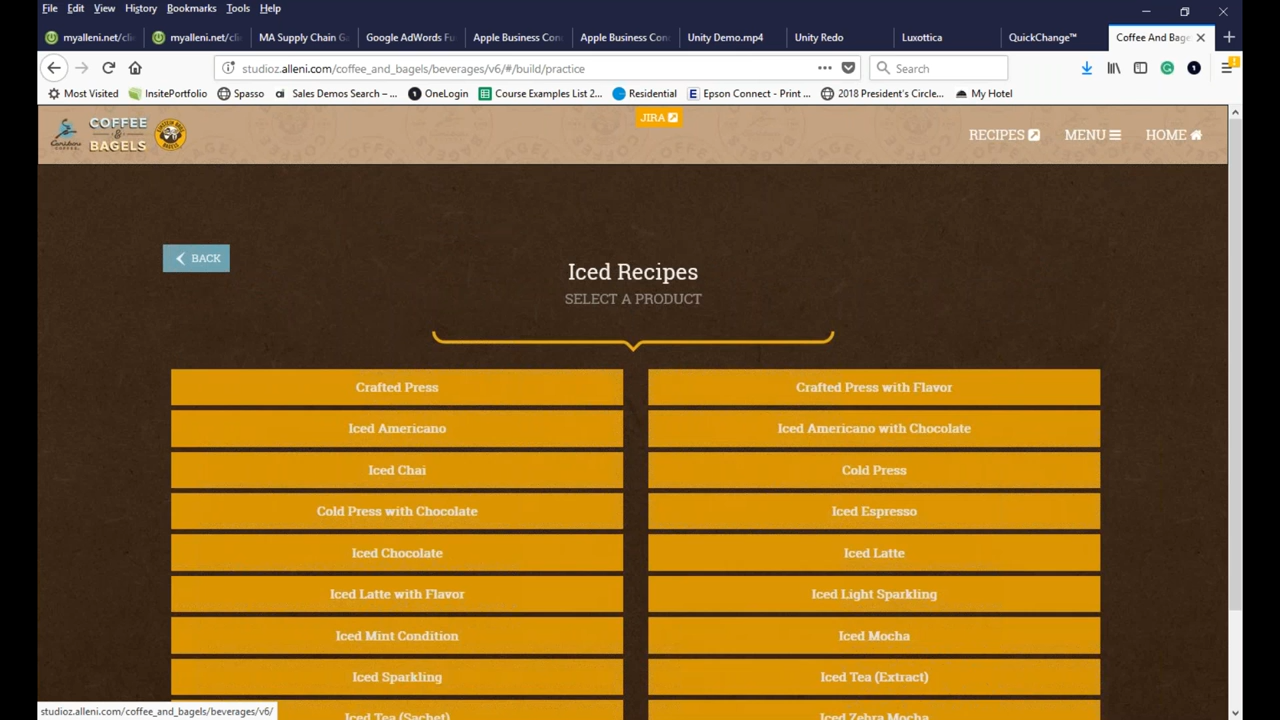 File Edit View History Bookmarks Tools Help
myalleni.net/cli myalleni.net/cli MA Supply Chain Ga Google AdWords Fu Apple Business Con Apple Business Con Unity Demo.mp4 Unity Redo Luxottica QuickChange™ Coffee And Bage
studioz.alleni.com/coffee_and_bagels/beverages/v6/#/build/practice Search
Most Visited InsitePortfolio Spasso Sales Demos Search – ... OneLogin Course Examples List 2... Residential Epson Connect - Print ... 2018 President's Circle... My Hotel
COFFEE & BAGELS
JIRA
RECIPES MENU HOME
BACK
Iced Recipes
SELECT A PRODUCT
Crafted Press Crafted Press with Flavor
Iced Americano Iced Americano with Chocolate
Iced Chai Cold Press
Cold Press with Chocolate Iced Espresso
Iced Chocolate Iced Latte
Iced Latte with Flavor Iced Light Sparkling
Iced Mint Condition Iced Mocha
Iced Sparkling Iced Tea (Extract)
Iced Tea (Sachet) Iced Zebra Mocha
studioz.alleni.com/coffee_and_bagels/beverages/v6/